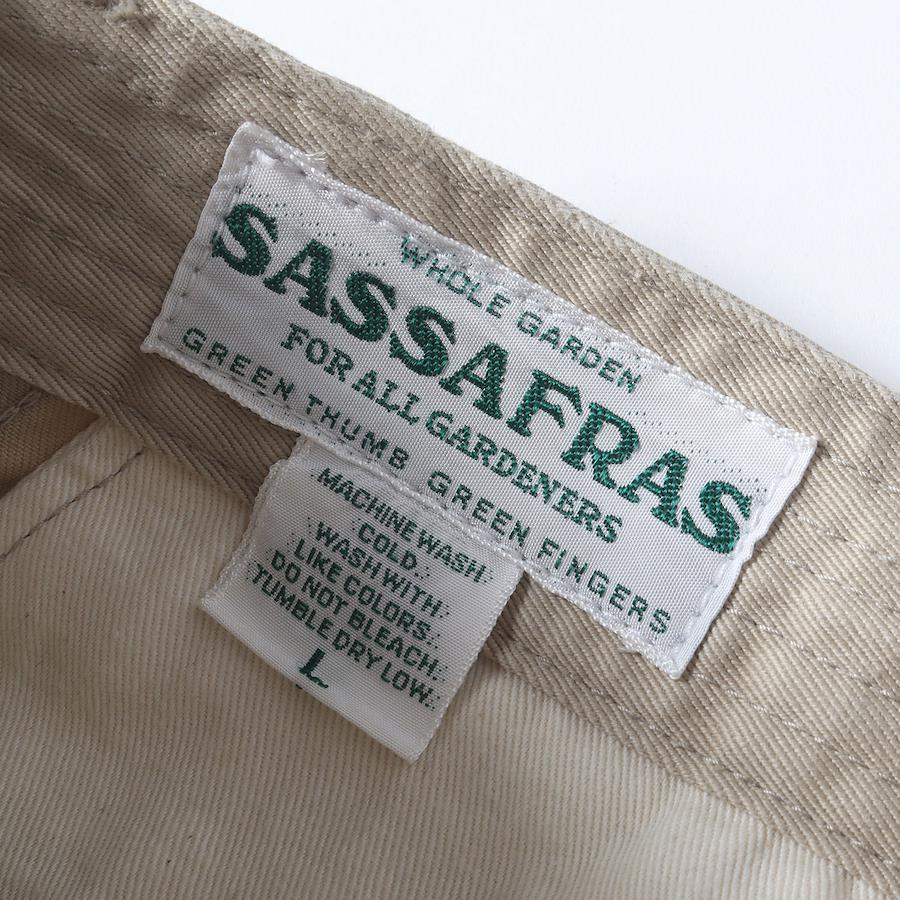 WHOLE GARDEN
SASSAFRAS
FOR ALL GARDENERS
GREEN THUMB GREEN FINGERS
MACHINE WASH
COLD.
WASH WITH
LIKE COLORS.
DO NOT BLEACH.
TUMBLE DRY LOW.
L